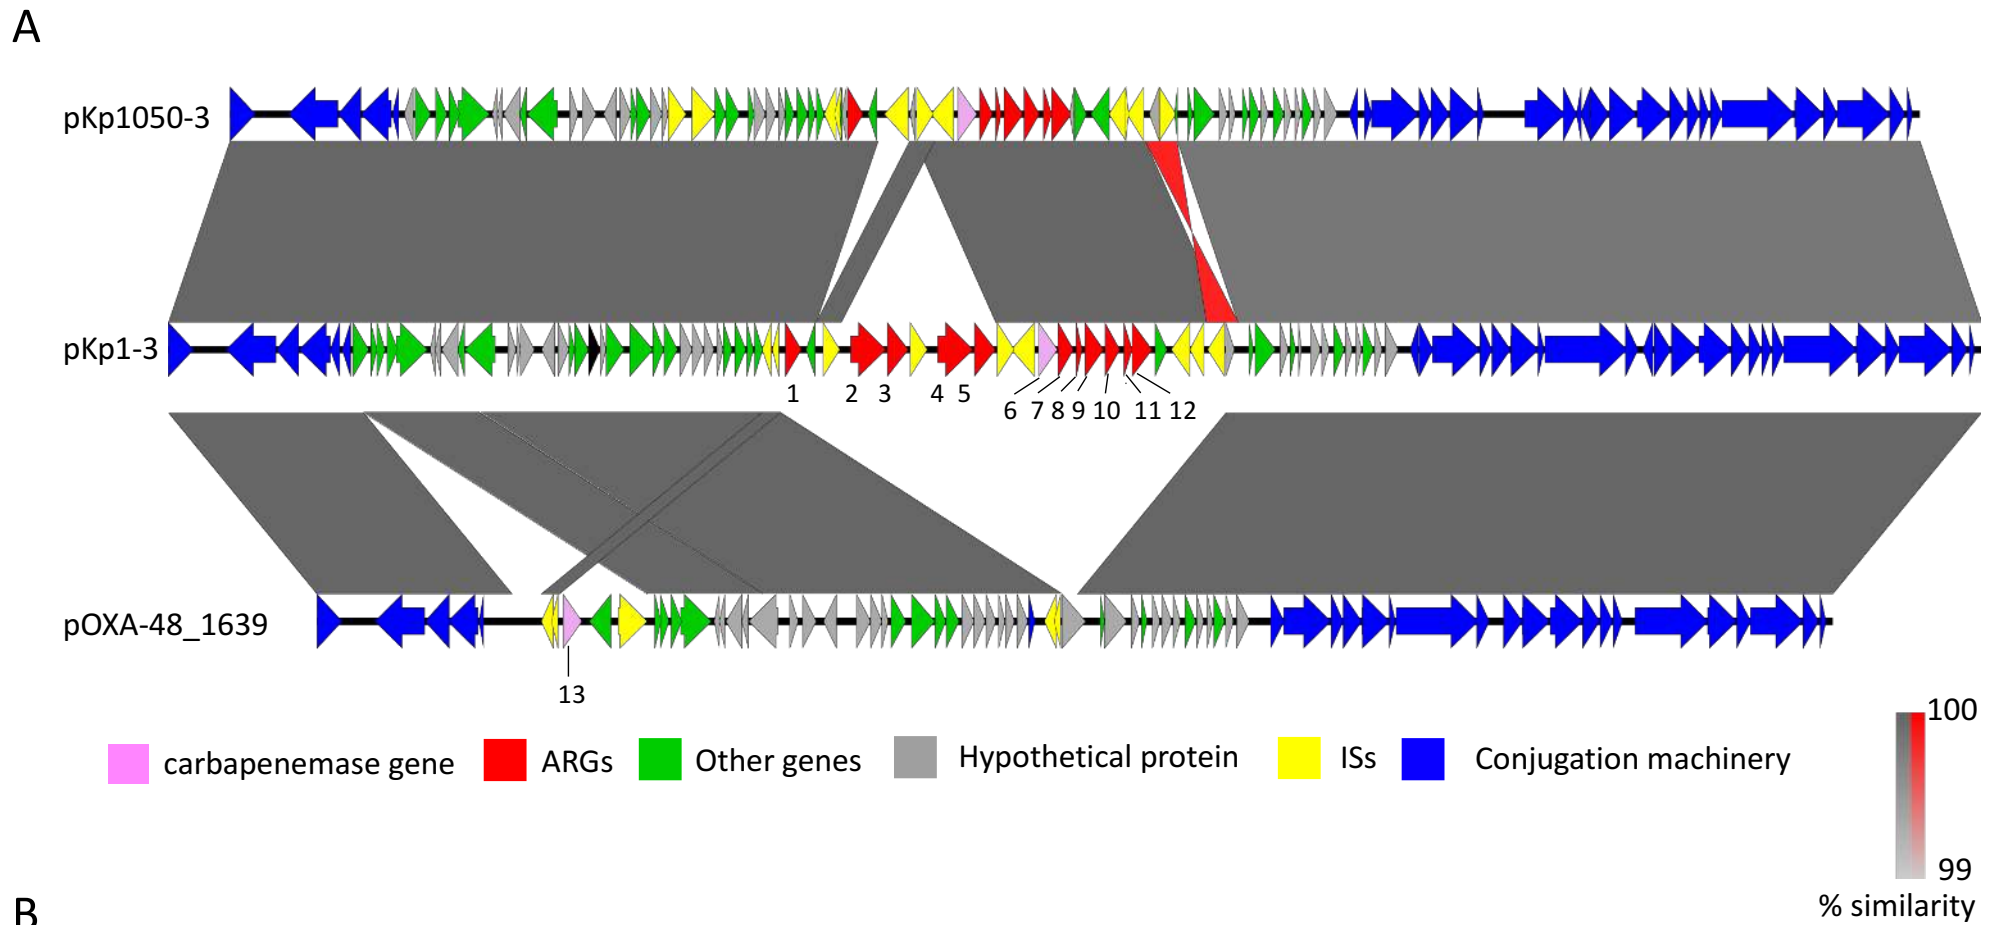 A
pKp1050-3
pKp1-3
1 2 3 4 5
6 7 8 9 10 11 12
pOXA-48_1639
13
carbapenemase gene ARGs Other genes Hypothetical protein ISs Conjugation machinery
100
99
% similarity
B